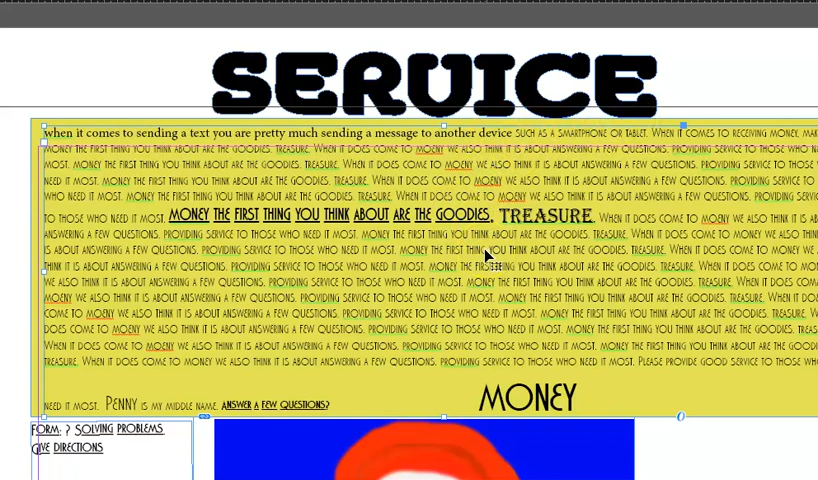 SERVICE
when it comes to sending a text you are pretty much sending a message to another device such as a smartphone or tablet. When it comes to receiving money, mak
money the first thing you think about are the goodies. treasure. When it does come to moeny we also think it is about answering a few questions. providing service to those
most. money the first thing you think about are the goodies. treasure. When it does come to moeny we also think it is about answering a few questions. providing service to those w
need it most. money the first thing you think about are the goodies. treasure. When it does come to moeny we also think it is about answering a few questions. providing service to
who need it most. money the first thing you think about are the goodies. treasure. When it does come to moeny we also think it is about answering a few questions. providing serv
to those who need it most. money the first thing you think about are the goodies. treasure. When it does come to mo
answering a few questions. providing service to those who need it most. money the first thing you think about are the goodies. treasure. When it does come to moeny we al
is about answering a few questions. providing service to those who need it most. money the first thing you think about are the goodies. treasure. When it does come to moeny we
think it is about answering a few questions. providing service to those who need it most. money the first thing you think about are the goodies. treasure. When it does come to mo
we also think it is about answering a few questions. providing service to those who need it most. money the first thing you think about are the goodies. treasure. When it does come
moeny we also think it is about answering a few questions. providing service to those who need it most. money the first thing you think about are the goodies. treasure. When it does
come to moeny we also think it is about answering a few questions. providing service to those who need it most. money the first thing you think about are the goodies. treasure. When it
does come to moeny we also think it is about answering a few questions. providing service to those who need it most. money the first thing you think about are the goodies. treas
When it does come to moeny we also think it is about answering a few questions. providing service to those who need it most. money the first thing you think about are the goodies.
treasure. When it does come to money we also think it is about answering a few questions. providing service to those who need it most. Please provide good service to those who
need it most. Penny is my middle name. Answer a few questions? MONEY
Form: ? Solving problems
Give directions